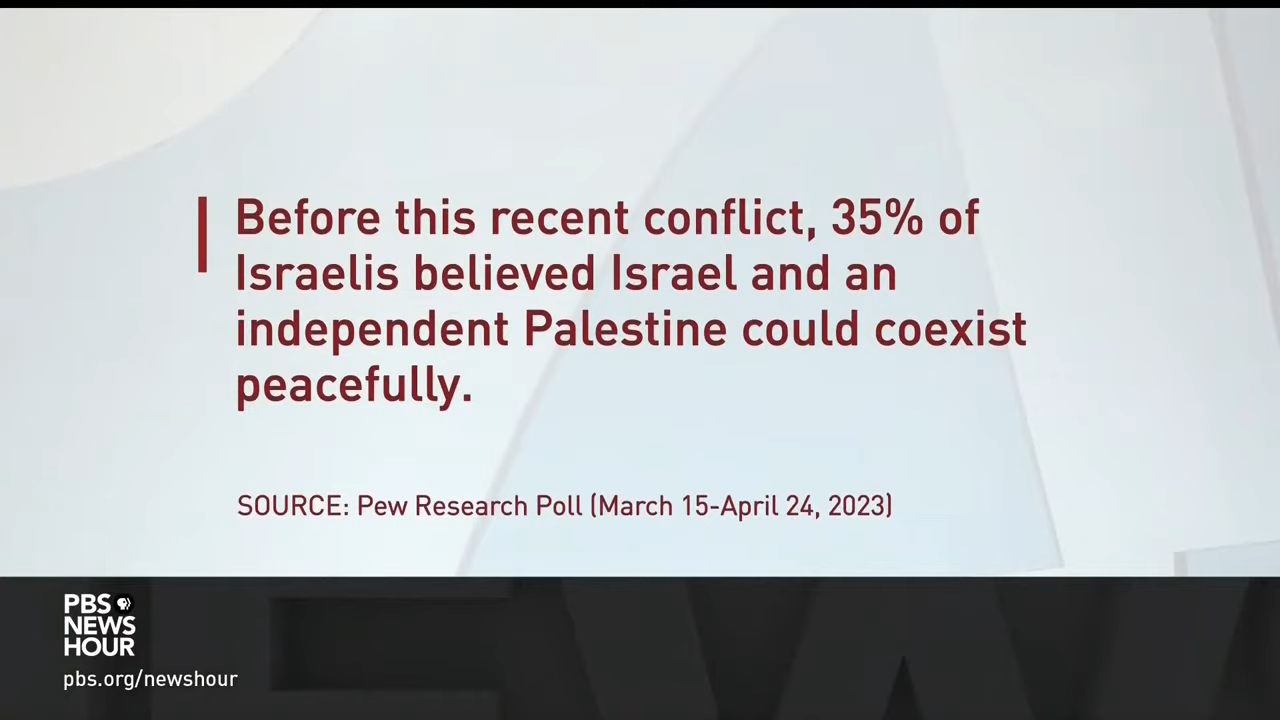 Before this recent conflict, 35% of
Israelis believed Israel and an
independent Palestine could coexist
peacefully.
SOURCE: Pew Research Poll (March 15-April 24, 2023)
PBS
NEWS
HOUR
pbs.org/newshour